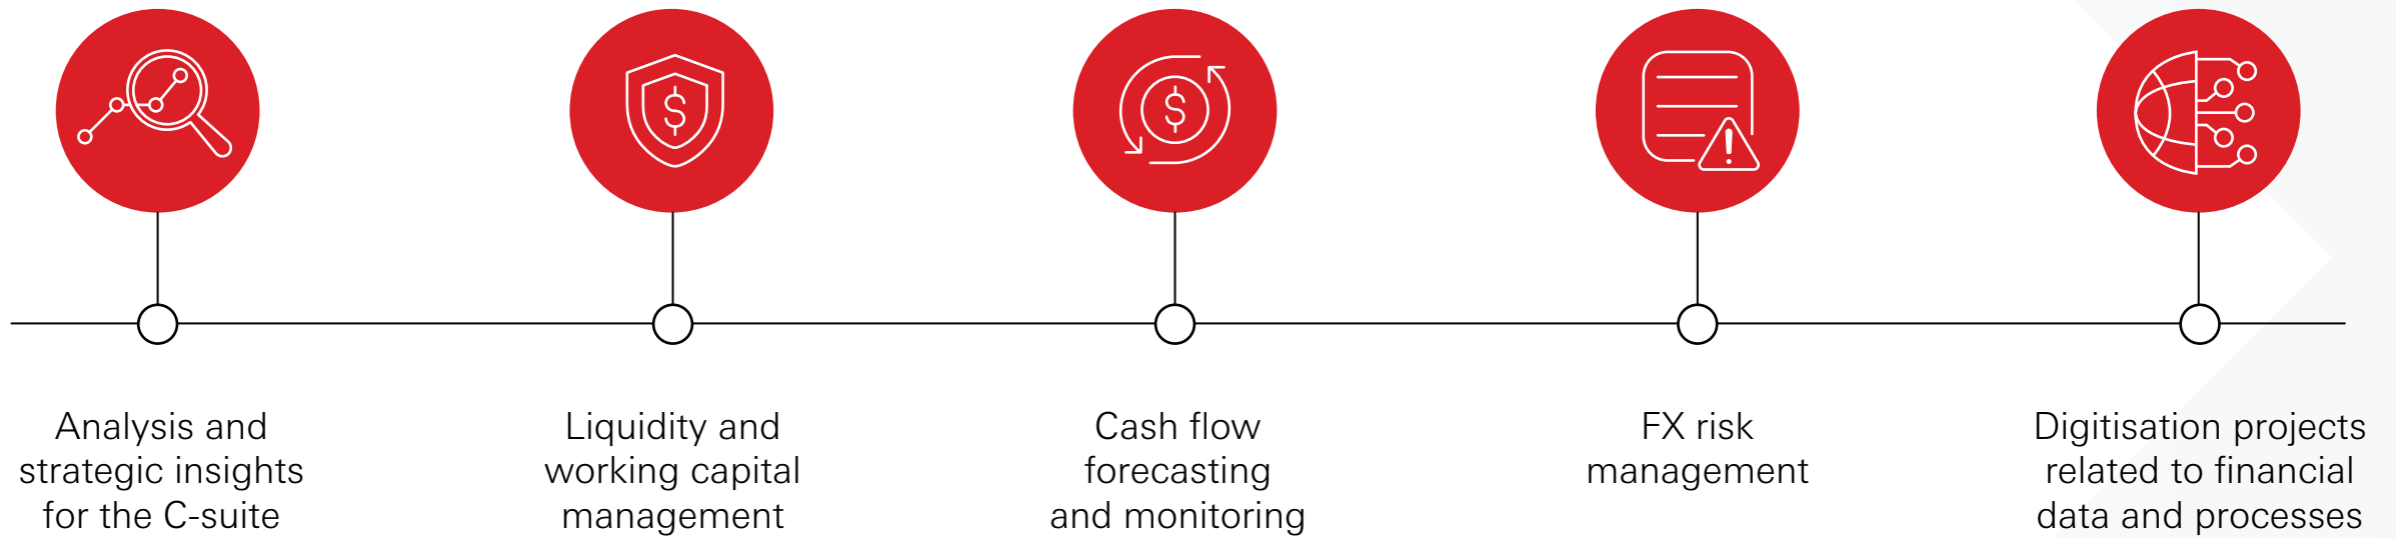 Analysis and
strategic insights
for the C-suite
Liquidity and
working capital
management
Cash flow
forecasting
and monitoring
FX risk
management
Digitisation projects
related to financial
data and processes